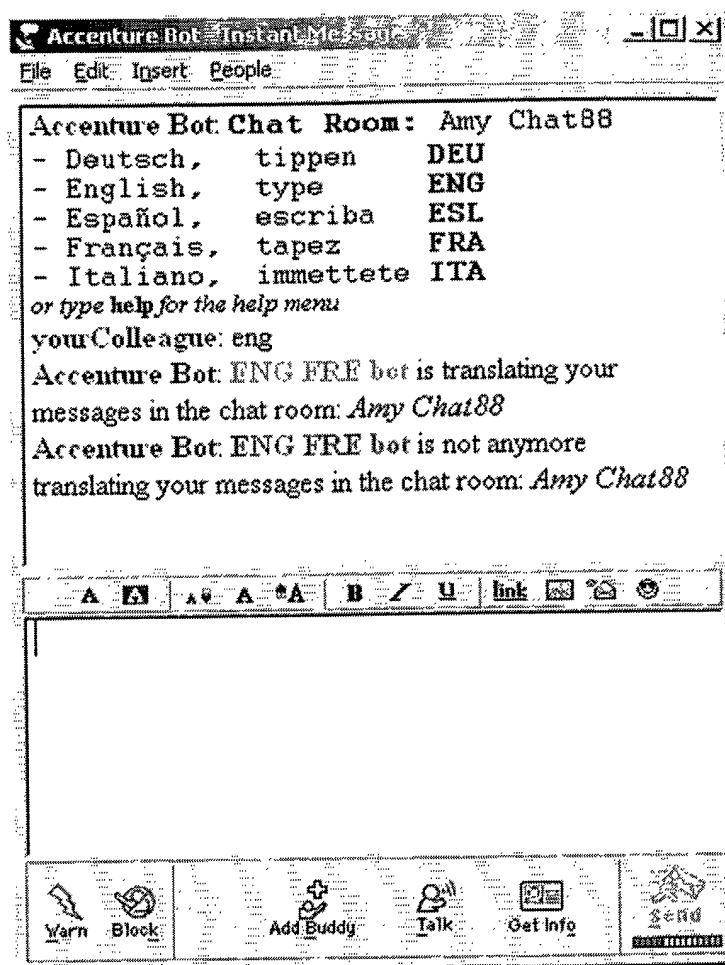 Accenture Bot - Instant Message
File Edit Insert People
Accenture Bot: Chat Room: Amy Chat88
- Deutsch, tippen DEU
- English, type ENG
- Español, escriba ESL
- Français, tapez FRA
- Italiano, immettete ITA
or type help for the help menu
yourColleague: eng
Accenture Bot: ENG FRE bot is translating your
messages in the chat room: Amy Chat88
Accenture Bot: ENG FRE bot is not anymore
translating your messages in the chat room: Amy Chat88
A A A A A B I U link
Warn Block Add Buddy Talk Get Info Send